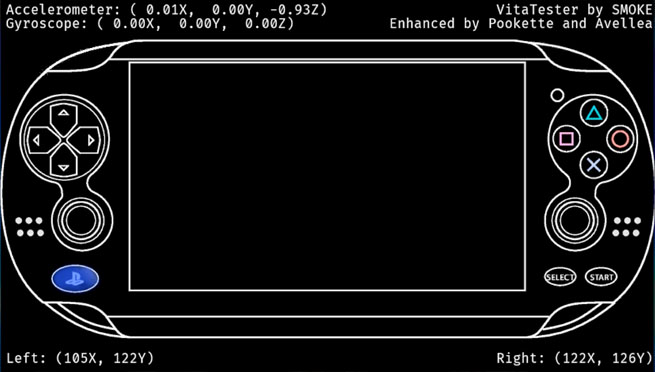 Accelerometer: ( 0.01X,  0.00Y, -0.93Z)
Gyroscope: ( 0.00X,  0.00Y,  0.00Z)
VitaTester by SMOKE
Enhanced by Pookette and Avellea
SELECT
START
Left: (105X, 122Y)
Right: (122X, 126Y)